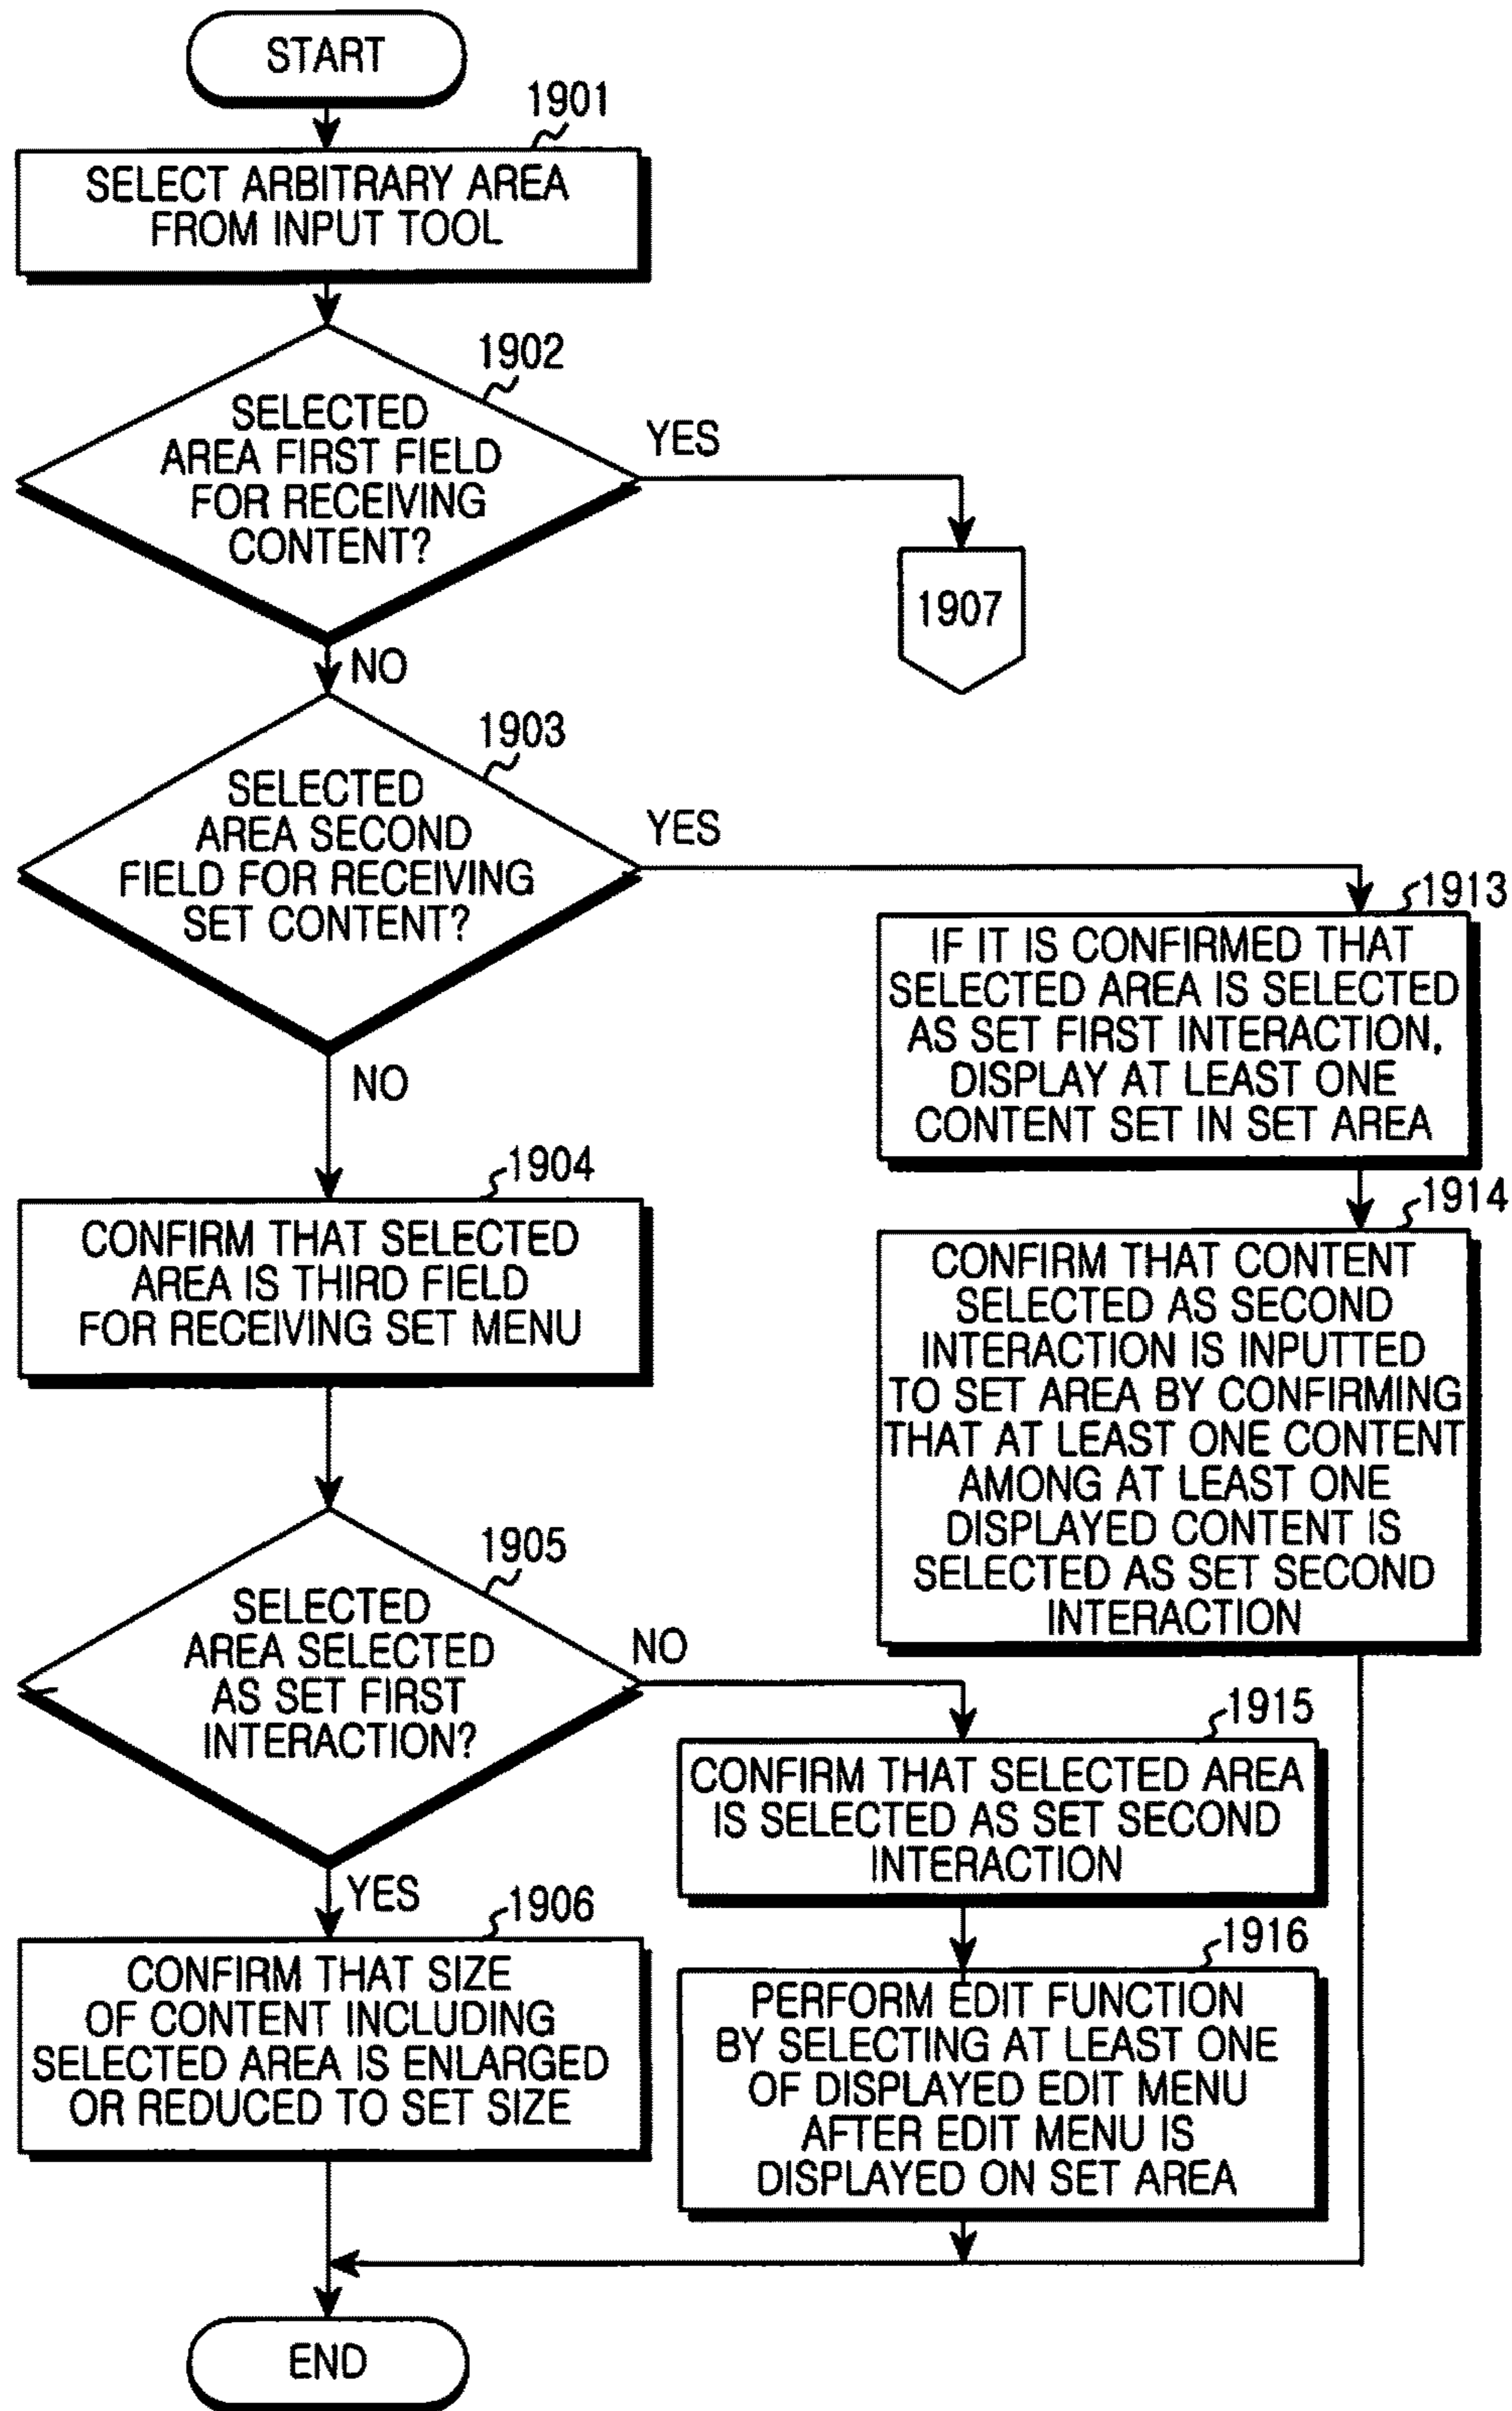 START
1901
SELECT ARBITRARY AREA
FROM INPUT TOOL
1902
SELECTED
AREA FIRST FIELD
FOR RECEIVING
CONTENT?
YES
1907
NO
1903
SELECTED
AREA SECOND
FIELD FOR RECEIVING
SET CONTENT?
YES
1913
IF IT IS CONFIRMED THAT
SELECTED AREA IS SELECTED
AS SET FIRST INTERACTION,
DISPLAY AT LEAST ONE
CONTENT SET IN SET AREA
NO
1904
CONFIRM THAT SELECTED
AREA IS THIRD FIELD
FOR RECEIVING SET MENU
1914
CONFIRM THAT CONTENT
SELECTED AS SECOND
INTERACTION IS INPUTTED
TO SET AREA BY CONFIRMING
THAT AT LEAST ONE CONTENT
AMONG AT LEAST ONE
DISPLAYED CONTENT IS
SELECTED AS SET SECOND
INTERACTION
1905
SELECTED
AREA SELECTED
AS SET FIRST
INTERACTION?
NO
1915
CONFIRM THAT SELECTED AREA
IS SELECTED AS SET SECOND
INTERACTION
YES
1906
CONFIRM THAT SIZE
OF CONTENT INCLUDING
SELECTED AREA IS ENLARGED
OR REDUCED TO SET SIZE
1916
PERFORM EDIT FUNCTION
BY SELECTING AT LEAST ONE
OF DISPLAYED EDIT MENU
AFTER EDIT MENU IS
DISPLAYED ON SET AREA
END